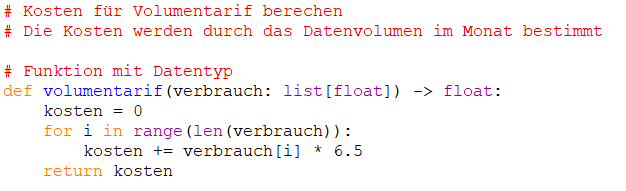 # Kosten für Volumentarif berechen
# Die Kosten werden durch das Datenvolumen im Monat bestimmt
# Funktion mit Datentyp
def volumentarif(verbrauch: list[float]) -> float:
    kosten = 0
    for i in range(len(verbrauch)):
        kosten += verbrauch[i] * 6.5
    return kosten